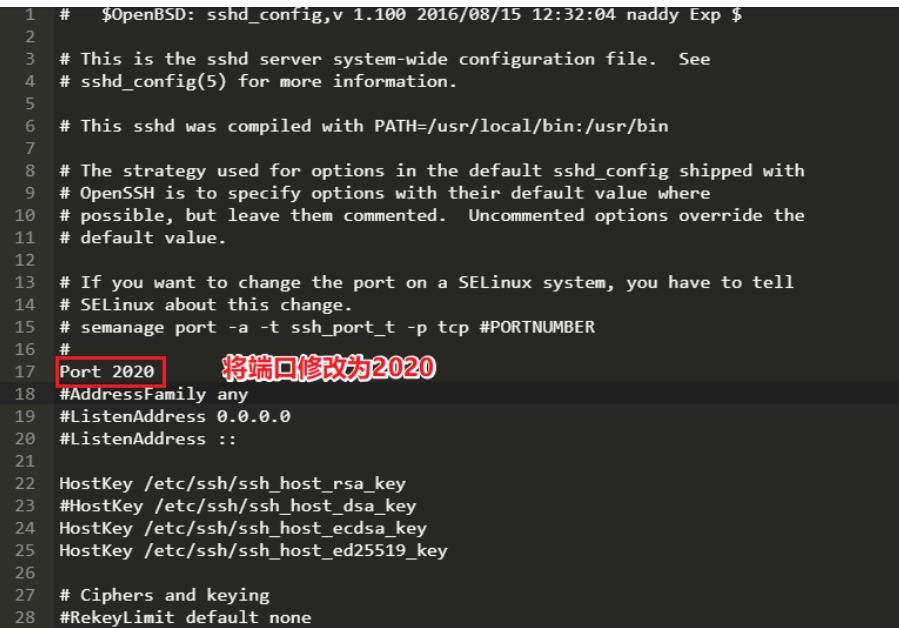 1 # $OpenBSD: sshd_config,v 1.100 2016/08/15 12:32:04 naddy Exp $
2
3 # This is the sshd server system-wide configuration file.  See
4 # sshd_config(5) for more information.
5
6 # This sshd was compiled with PATH=/usr/local/bin:/usr/bin
7
8 # The strategy used for options in the default sshd_config shipped with
9 # OpenSSH is to specify options with their default value where
10 # possible, but leave them commented.  Uncommented options override the
11 # default value.
12
13 # If you want to change the port on a SELinux system, you have to tell
14 # SELinux about this change.
15 # semanage port -a -t ssh_port_t -p tcp #PORTNUMBER
16 #
17 Port 2020 将端口修改为2020
18 #AddressFamily any
19 #ListenAddress 0.0.0.0
20 #ListenAddress ::
21
22 HostKey /etc/ssh/ssh_host_rsa_key
23 #HostKey /etc/ssh/ssh_host_dsa_key
24 HostKey /etc/ssh/ssh_host_ecdsa_key
25 HostKey /etc/ssh/ssh_host_ed25519_key
26
27 # Ciphers and keying
28 #RekeyLimit default none